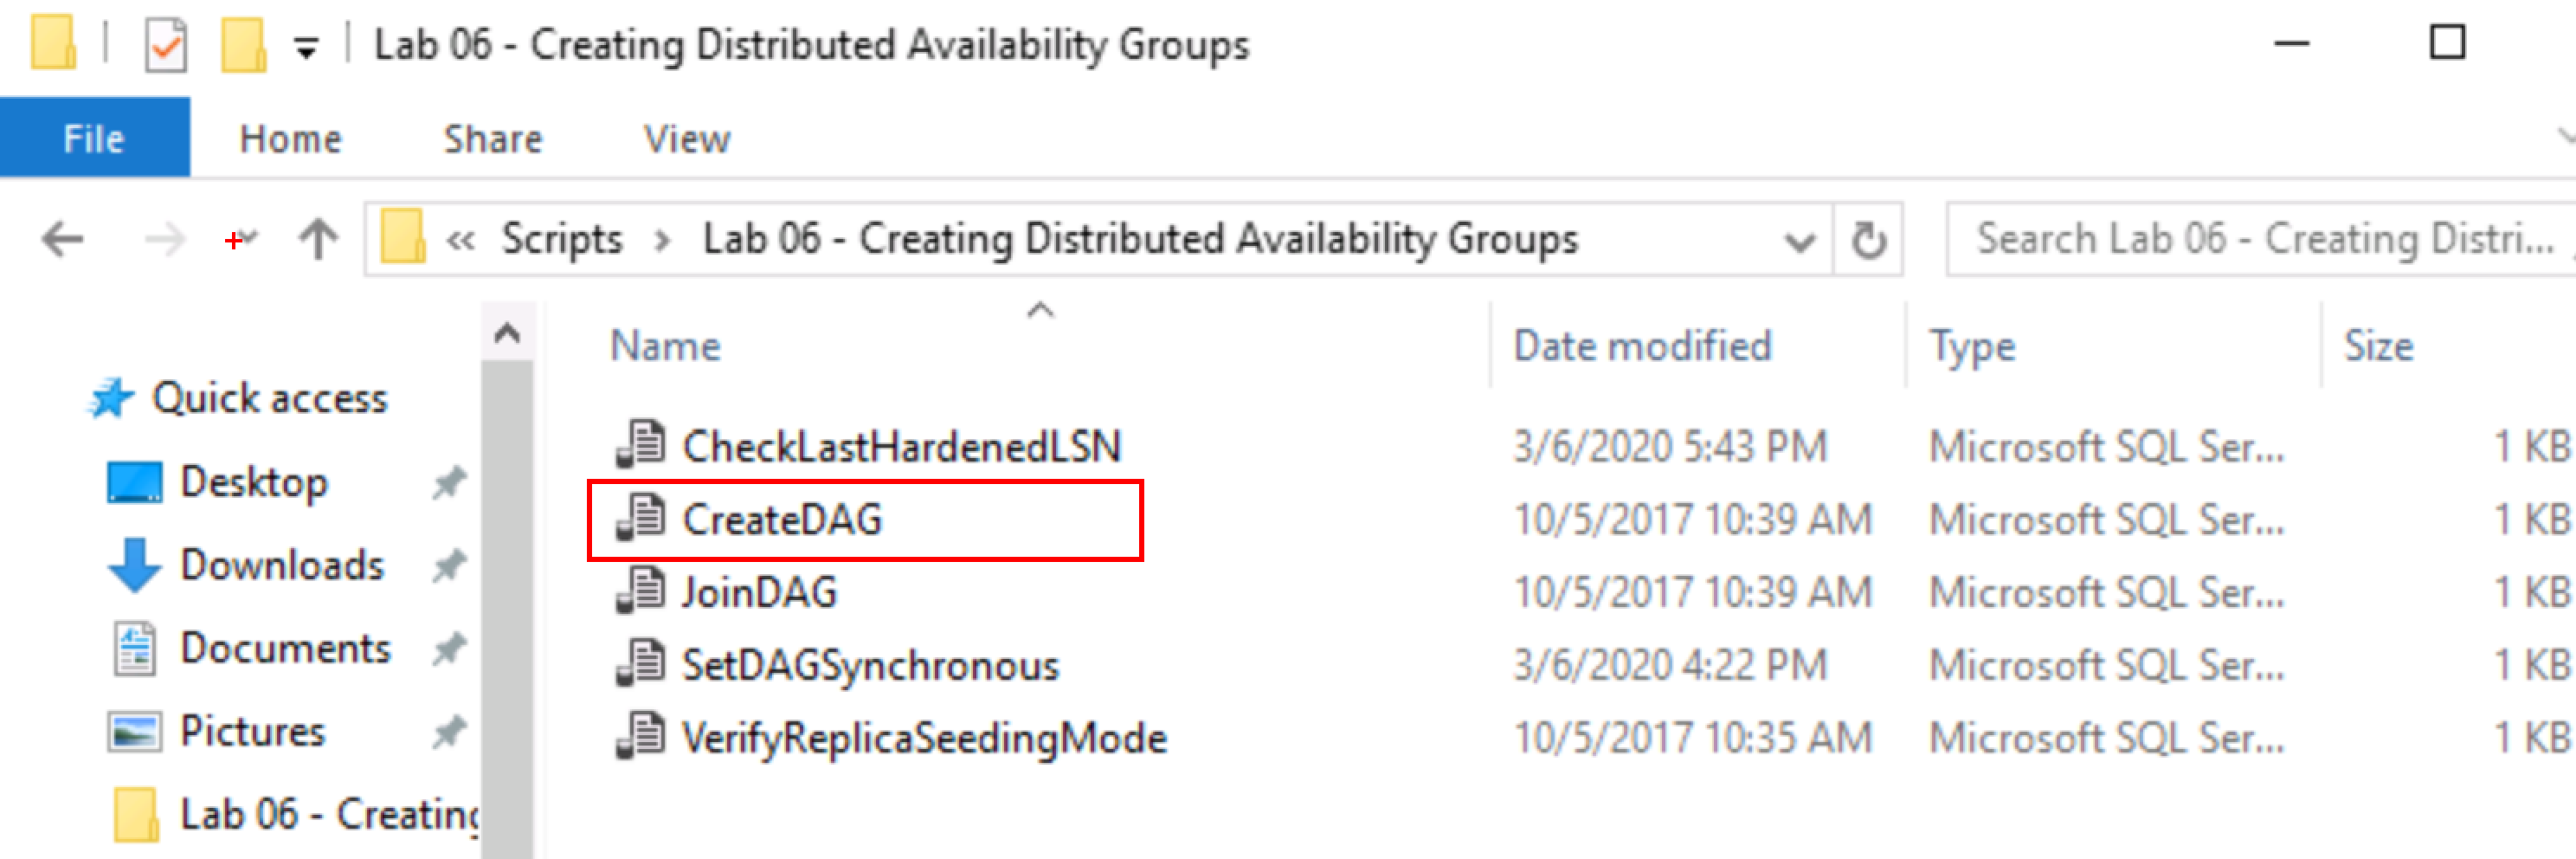 Lab 06 - Creating Distributed Availability Groups
File Home Share View
« Scripts › Lab 06 - Creating Distributed Availability Groups Search Lab 06 - Creating Distri...
Name Date modified Type Size
Quick access
Desktop
Downloads
Documents
Pictures
Lab 06 - Creating
CheckLastHardenedLSN 3/6/2020 5:43 PM Microsoft SQL Ser... 1 KB
CreateDAG 10/5/2017 10:39 AM Microsoft SQL Ser... 1 KB
JoinDAG 10/5/2017 10:39 AM Microsoft SQL Ser... 1 KB
SetDAGSynchronous 3/6/2020 4:22 PM Microsoft SQL Ser... 1 KB
VerifyReplicaSeedingMode 10/5/2017 10:35 AM Microsoft SQL Ser... 1 KB